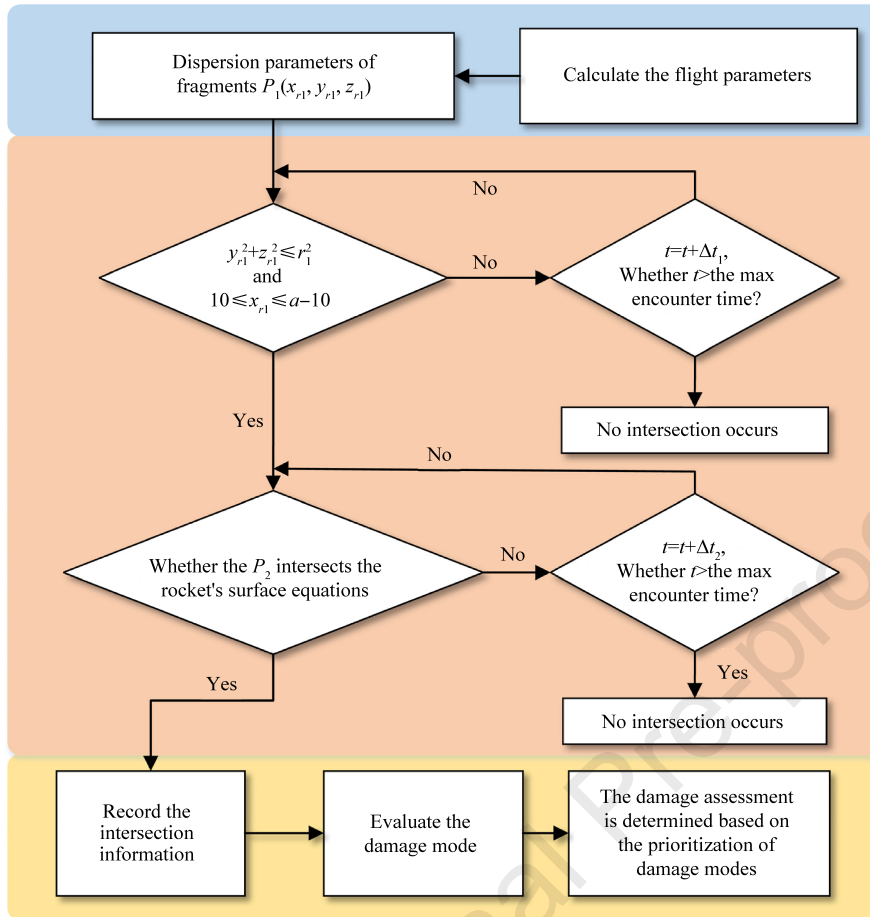 Dispersion parameters of
fragments P₁(xᵣ₁, yᵣ₁, zᵣ₁)
Calculate the flight parameters
No
yᵣ₁²+zᵣ₁²≤r₁²
and
10≤xᵣ₁≤a−10
No
t=t+Δt₁,
Whether t>the max
encounter time?
Yes
No intersection occurs
No
Whether the P₂ intersects the
rocket's surface equations
No
t=t+Δt₂,
Whether t>the max
encounter time?
Yes
Yes
No intersection occurs
Record the
intersection
information
Evaluate the
damage mode
The damage assessment
is determined based on
the prioritization of
damage modes